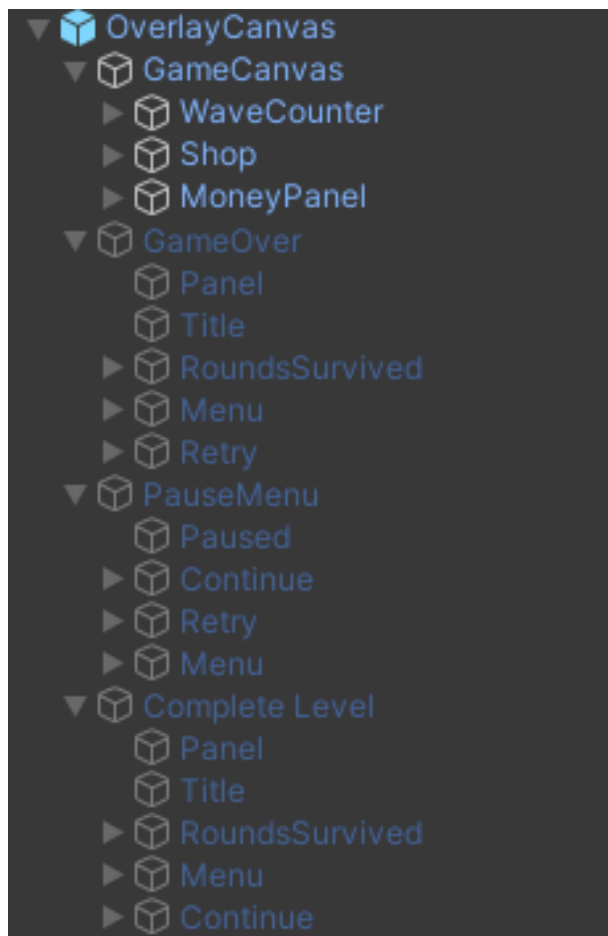 OverlayCanvas
GameCanvas
WaveCounter
Shop
MoneyPanel
GameOver
Panel
Title
RoundsSurvived
Menu
Retry
PauseMenu
Paused
Continue
Retry
Menu
Complete Level
Panel
Title
RoundsSurvived
Menu
Continue